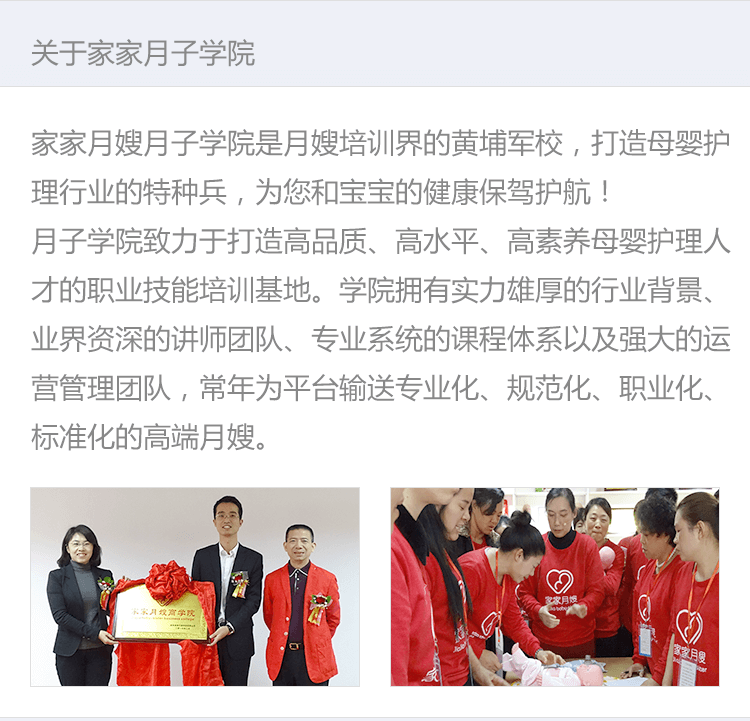 关于家家月子学院
家家月嫂月子学院是月嫂培训界的黄埔军校，打造母婴护
理行业的特种兵，为您和宝宝的健康保驾护航！
月子学院致力于打造高品质、高水平、高素养母婴护理人
才的职业技能培训基地。学院拥有实力雄厚的行业背景、
业界资深的讲师团队、专业系统的课程体系以及强大的运
营管理团队，常年为平台输送专业化、规范化、职业化、
标准化的高端月嫂。
家家月嫂商学院
家家月嫂
家家月嫂